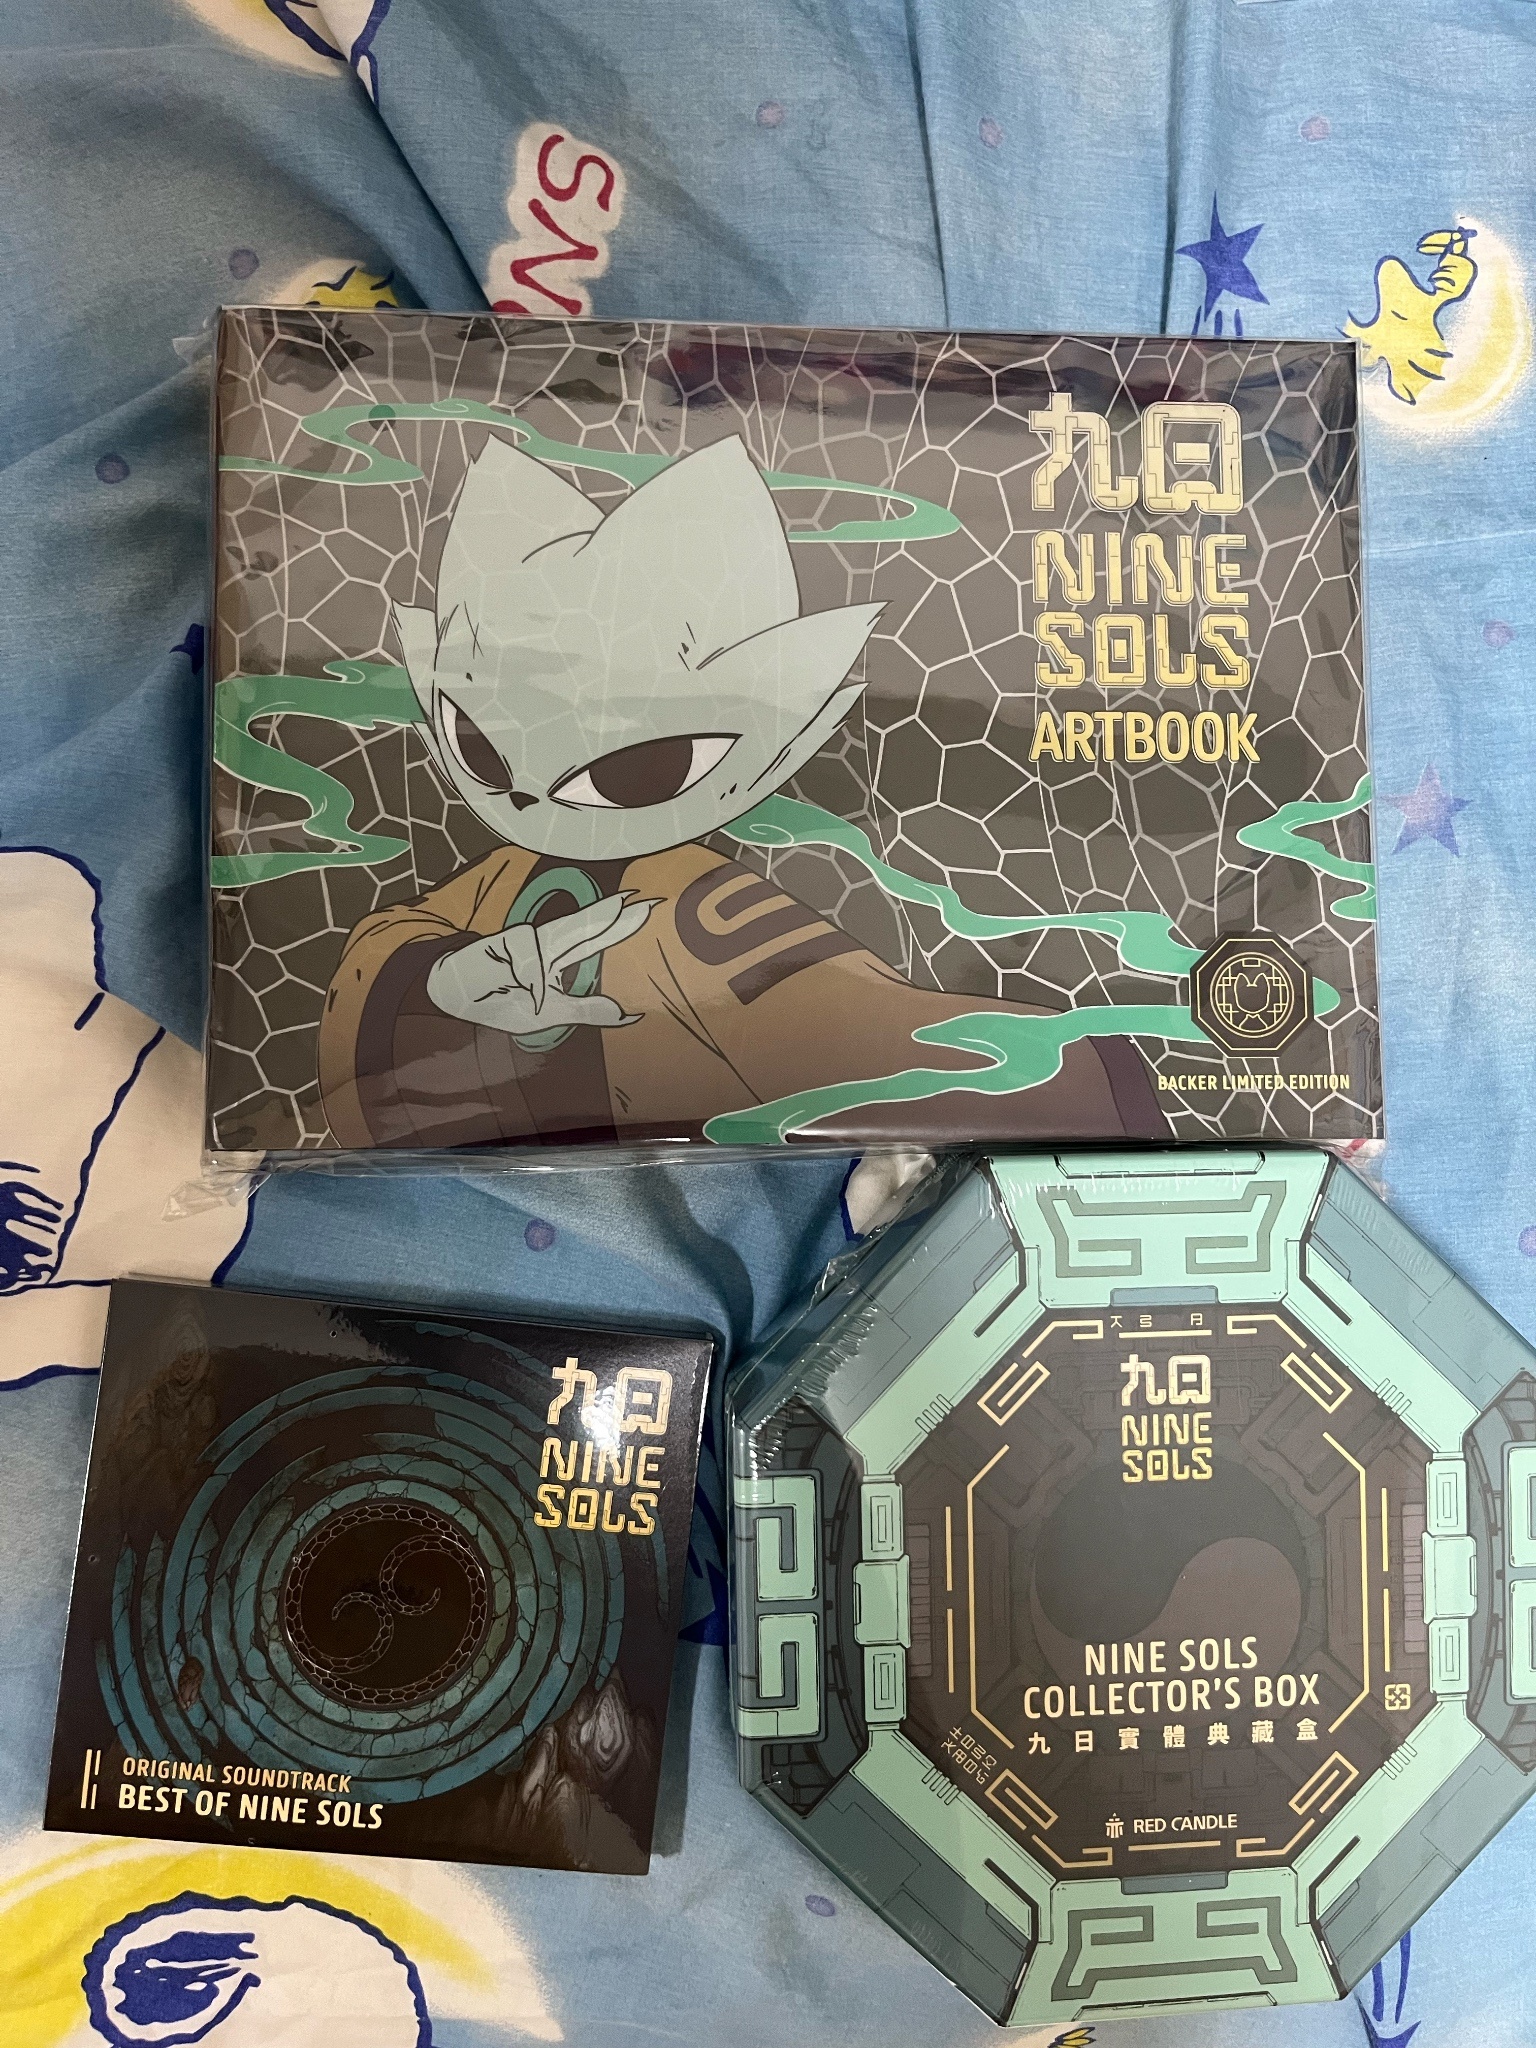 SN
九日
NINE
SOLS
ARTBOOK
BACKER LIMITED EDITION
九日
NINE
SOLS
ORIGINAL SOUNDTRACK
BEST OF NINE SOLS
九日
NINE
SOLS
NINE SOLS
COLLECTOR'S BOX
九日實體典藏盒
RED CANDLE